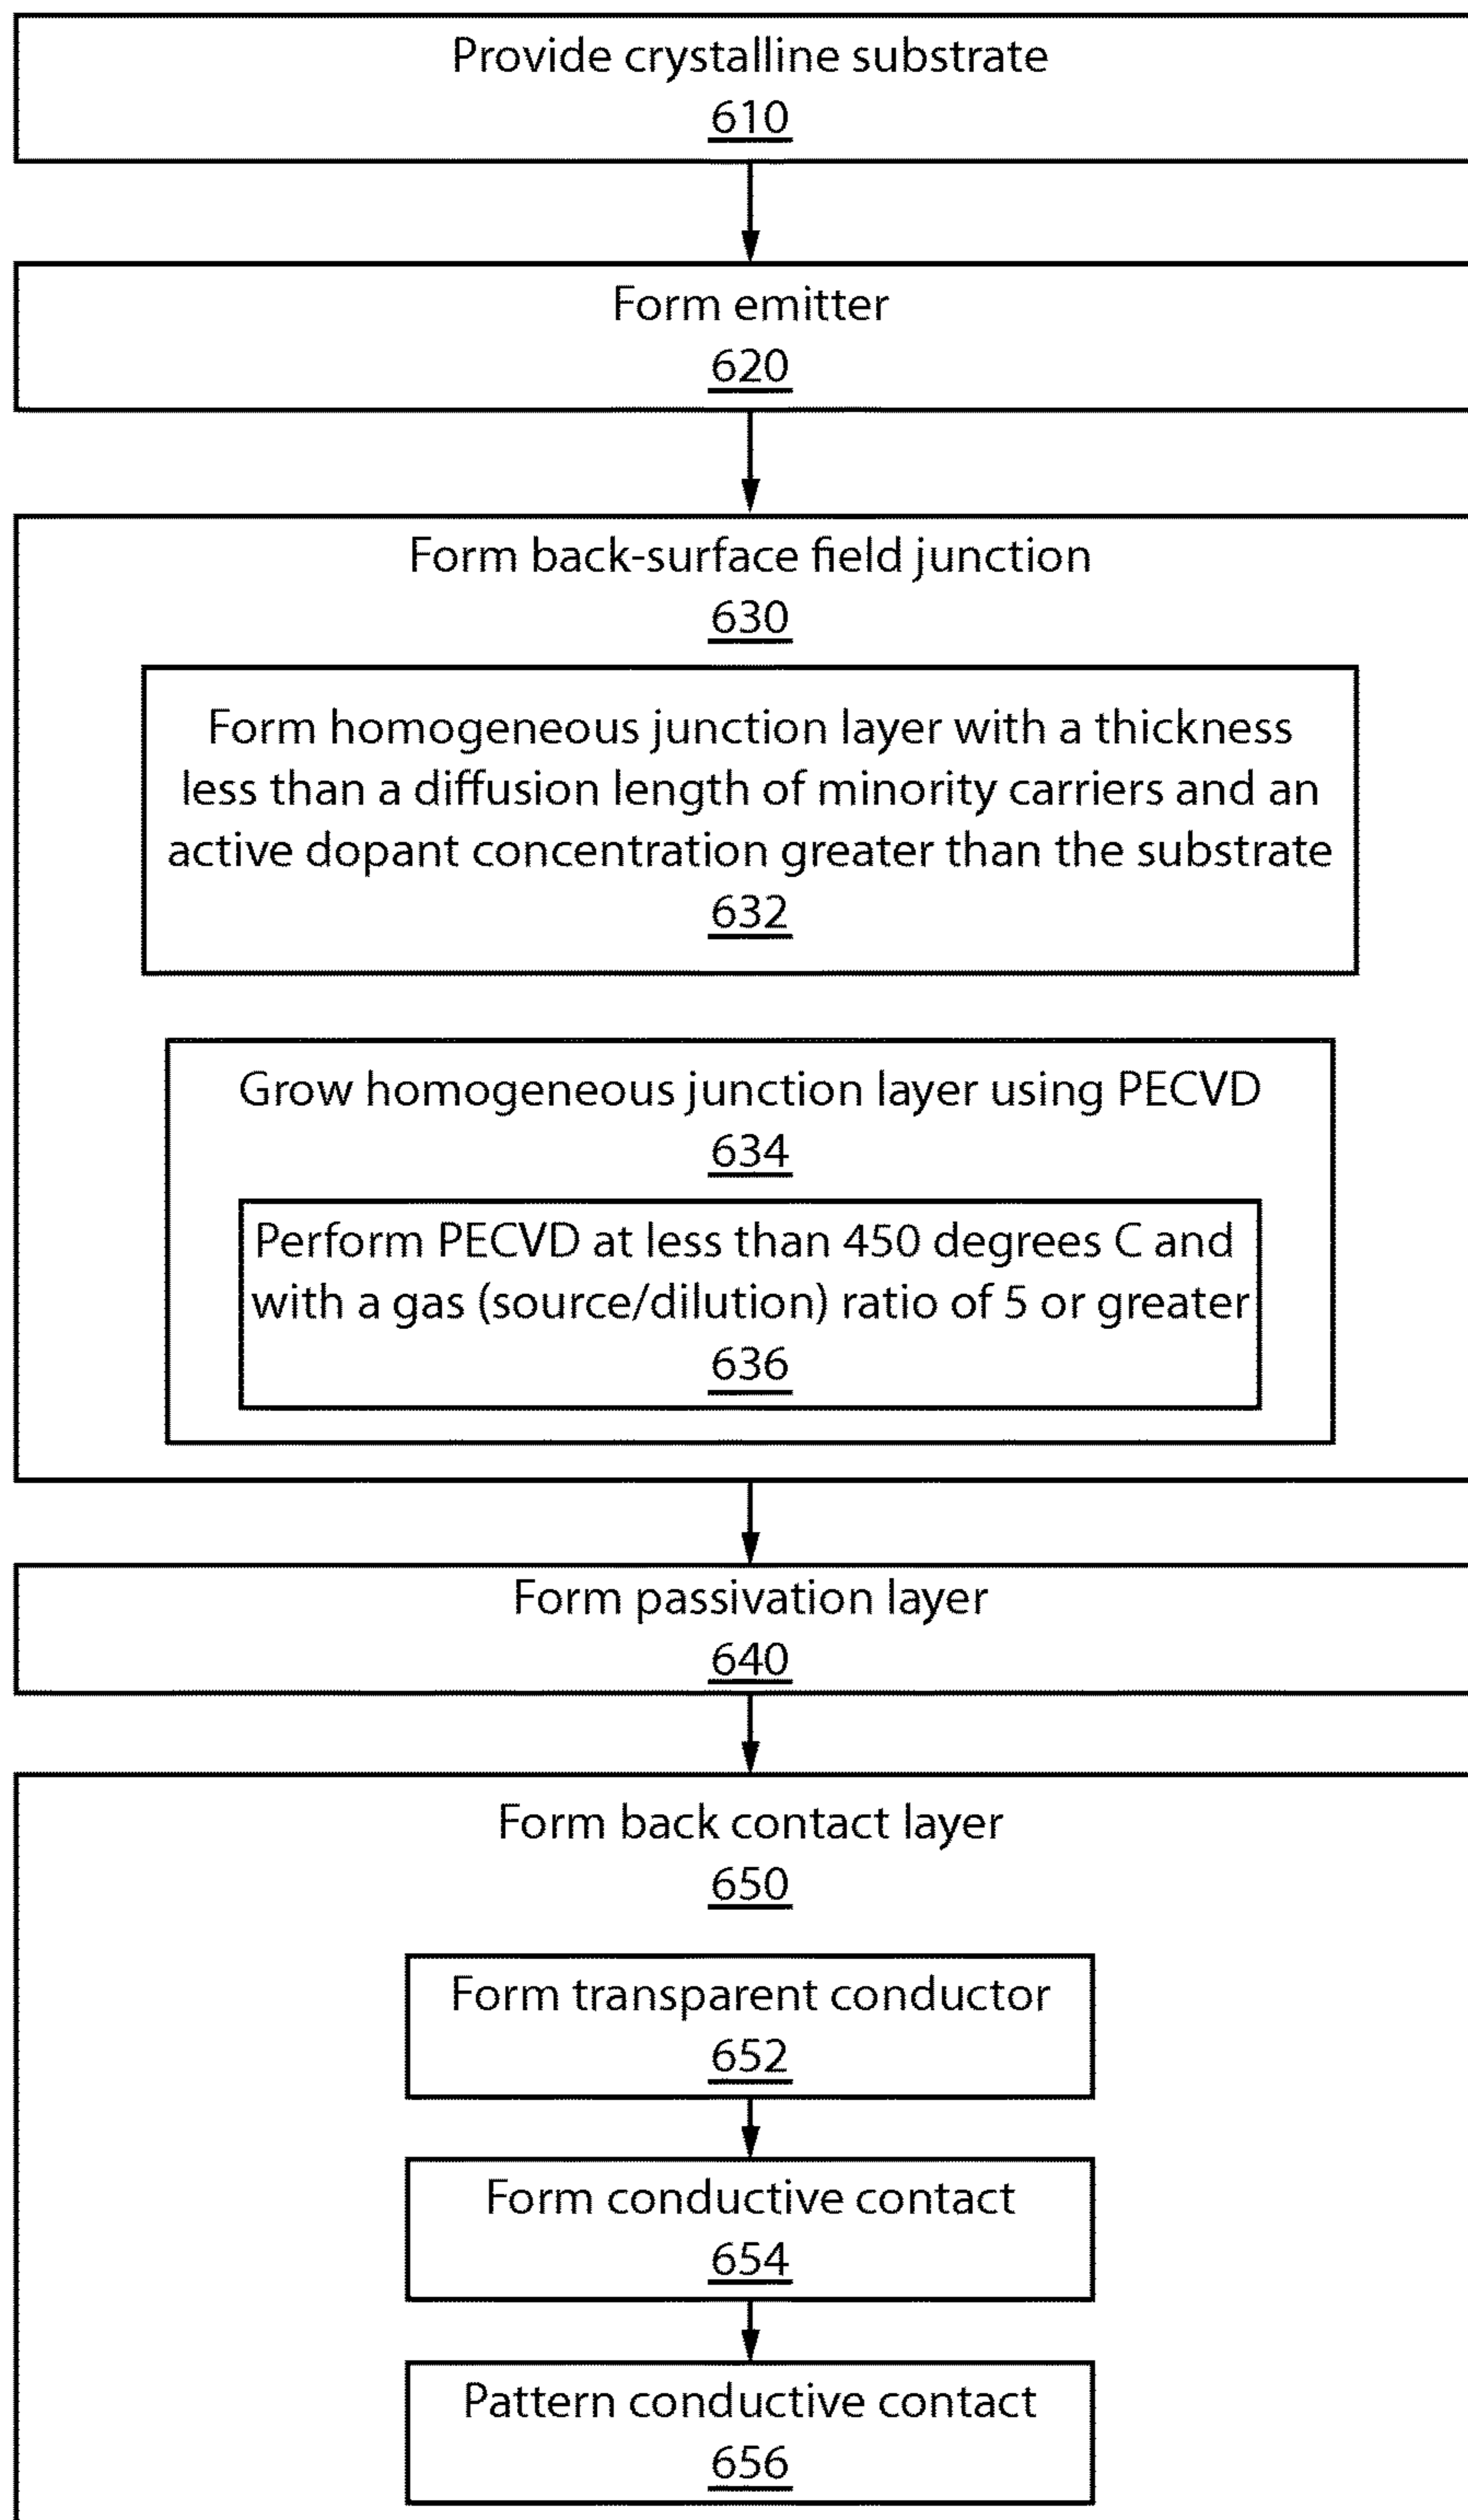 Provide crystalline substrate
610
Form emitter
620
Form back-surface field junction
630
Form homogeneous junction layer with a thickness
less than a diffusion length of minority carriers and an
active dopant concentration greater than the substrate
632
Grow homogeneous junction layer using PECVD
634
Perform PECVD at less than 450 degrees C and
with a gas (source/dilution) ratio of 5 or greater
636
Form passivation layer
640
Form back contact layer
650
Form transparent conductor
652
Form conductive contact
654
Pattern conductive contact
656